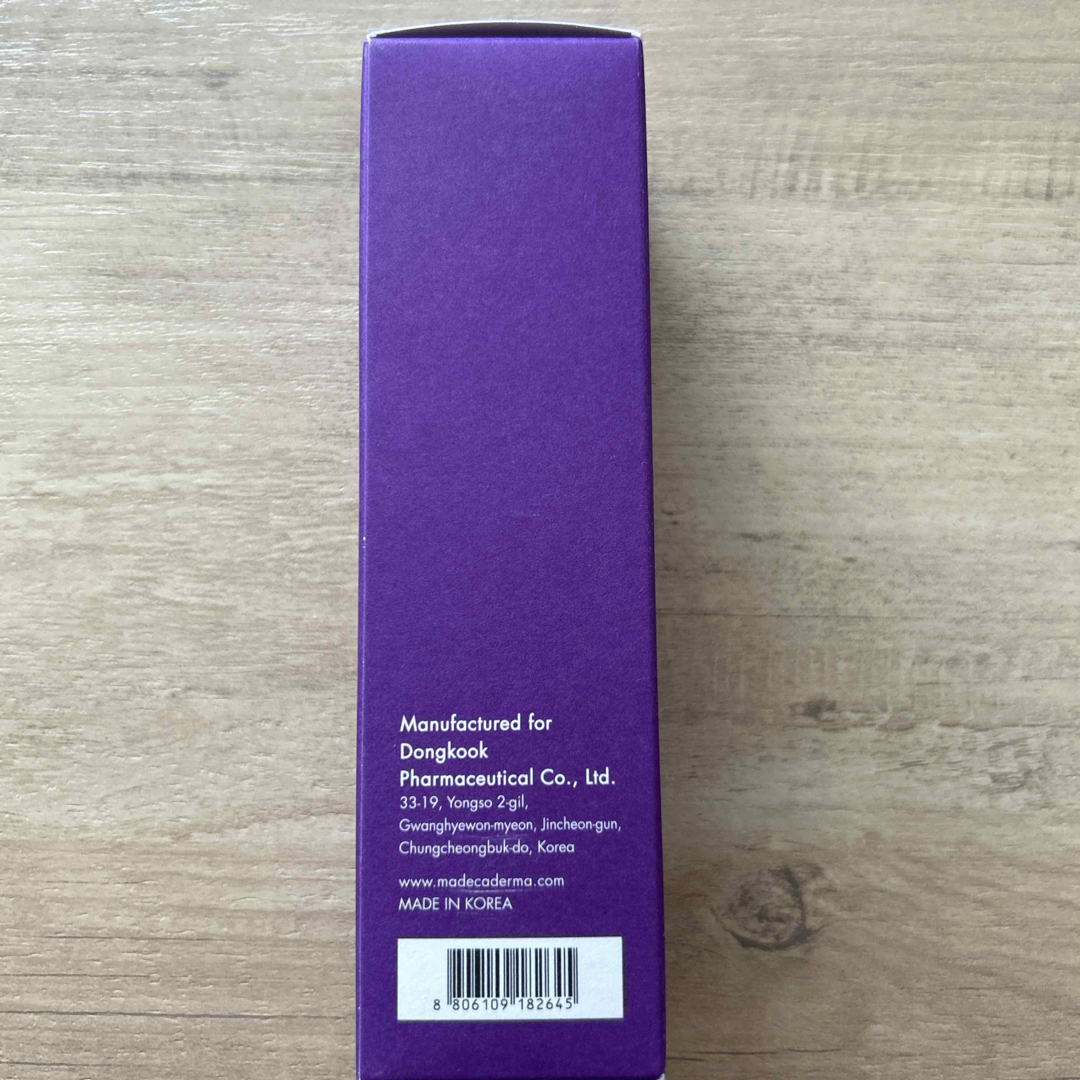 Manufactured for
Dongkook
Pharmaceutical Co., Ltd.
33-19, Yongso 2-gil,
Gwanghyewon-myeon, Jincheon-gun,
Chungcheongbuk-do, Korea
www.madecaderma.com
MADE IN KOREA
8 806109 182645